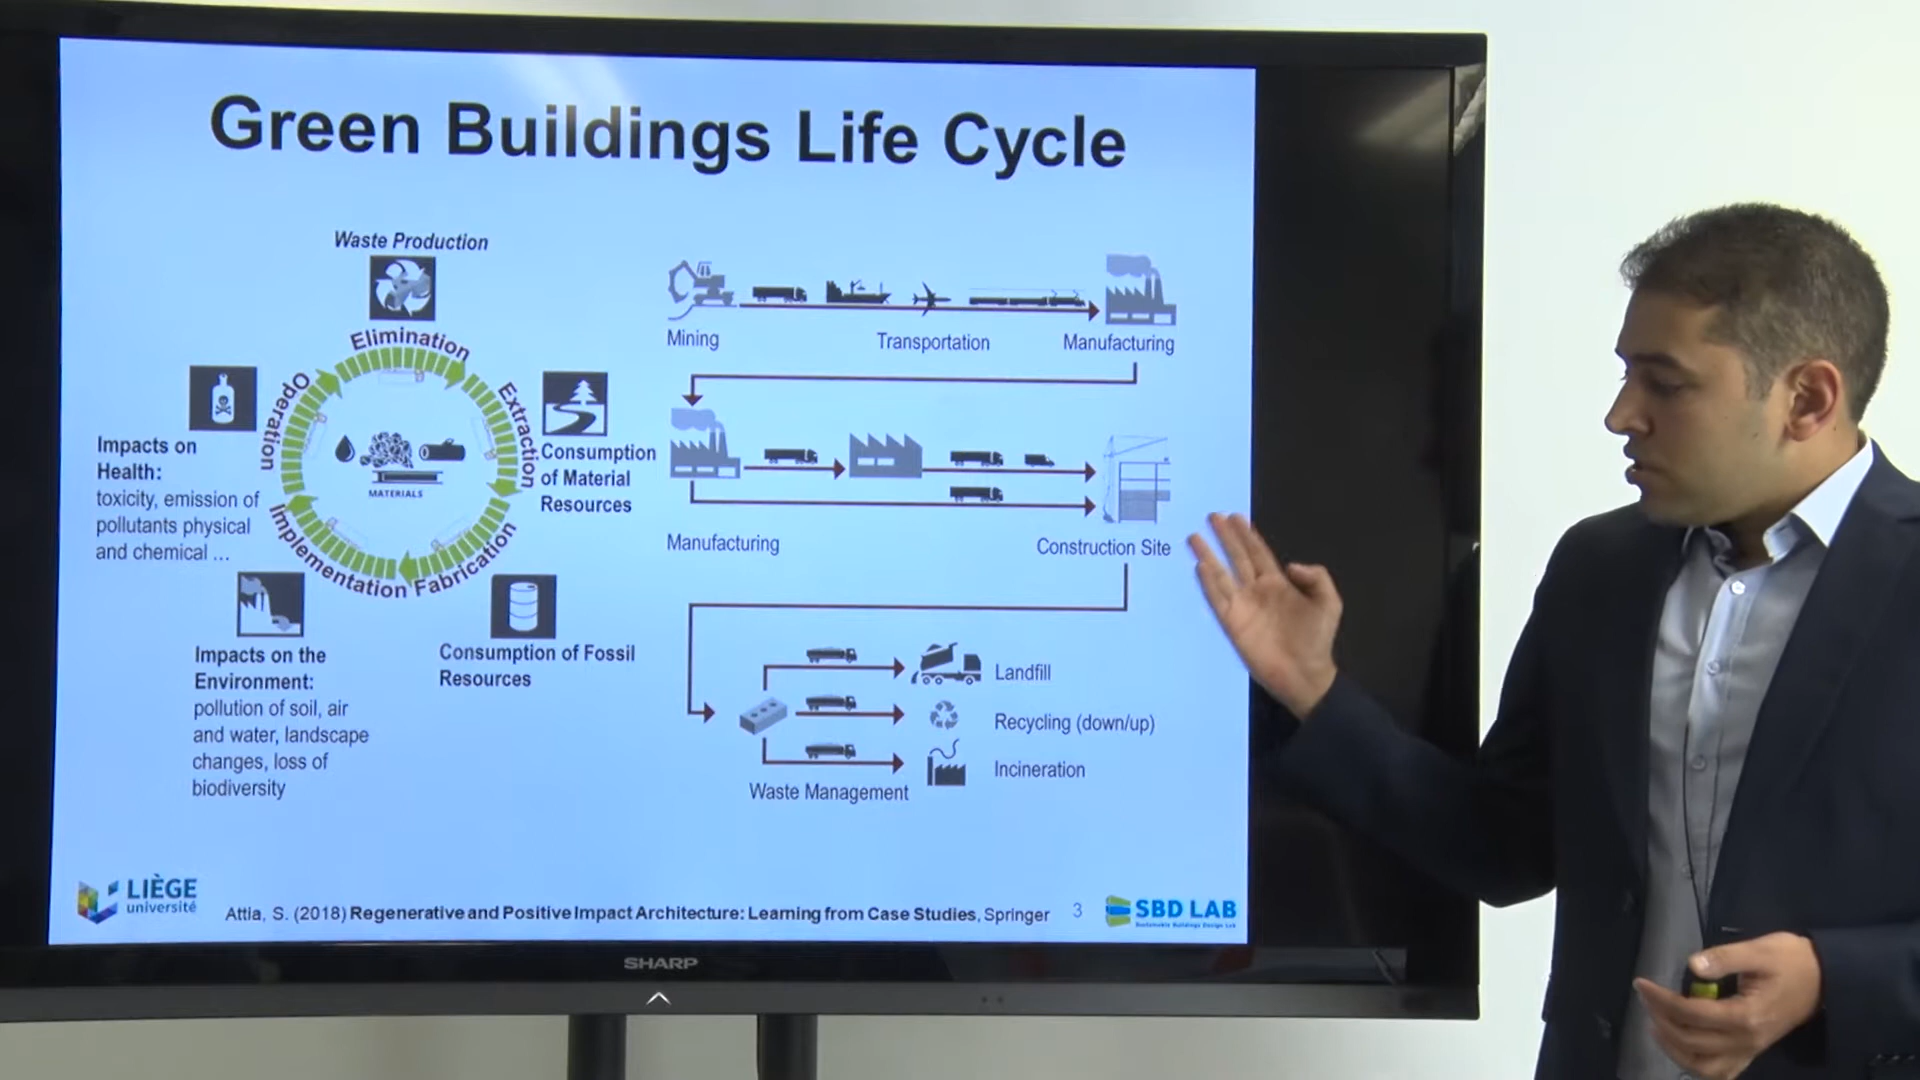 Green Buildings Life Cycle
Waste Production
Elimination
Extraction
Fabrication
Implementation
Operation
MATERIALS
Impacts on
Health:
toxicity, emission of
pollutants physical
and chemical ...
Consumption
of Material
Resources
Impacts on the
Environment:
pollution of soil, air
and water, landscape
changes, loss of
biodiversity
Consumption of Fossil
Resources
Mining
Transportation
Manufacturing
Manufacturing
Construction Site
Landfill
Recycling (down/up)
Incineration
Waste Management
LIÈGE
université
Attia, S. (2018) Regenerative and Positive Impact Architecture: Learning from Case Studies, Springer
3
SBD LAB
Sustainable Buildings Design Lab
SHARP